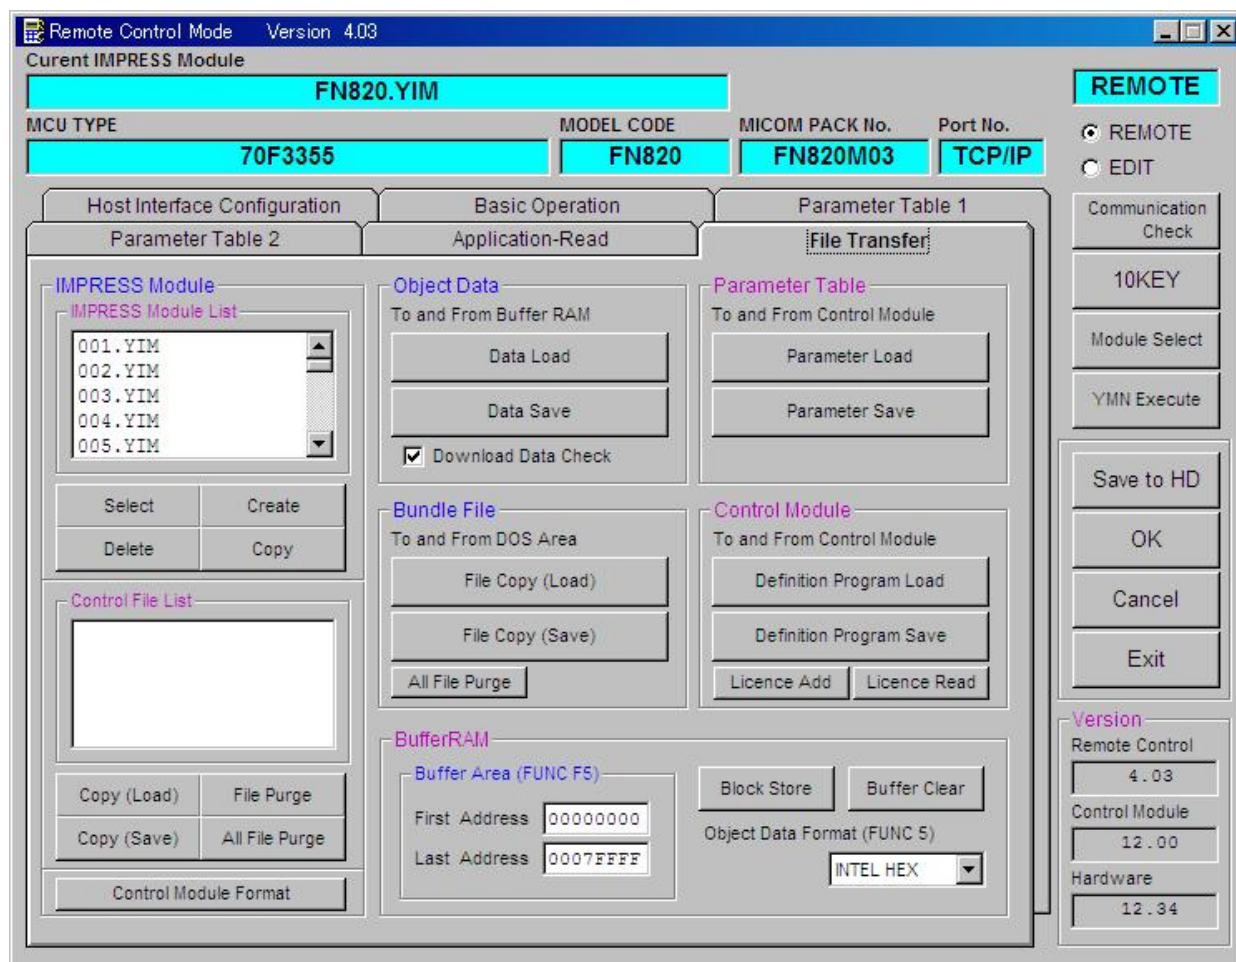 Remote Control Mode Version 4.03
Curent IMPRESS Module
FN820.YIM
REMOTE
MCU TYPE
MODEL CODE
MICOM PACK No.
Port No.
70F3355
FN820
FN820M03
TCP/IP
REMOTE
EDIT
Host Interface Configuration
Basic Operation
Parameter Table 1
Parameter Table 2
Application-Read
File Transfer
IMPRESS Module
IMPRESS Module List
001.YIM
002.YIM
003.YIM
004.YIM
005.YIM
Select
Create
Delete
Copy
Control File List
Copy (Load)
File Purge
Copy (Save)
All File Purge
Control Module Format
Object Data
To and From Buffer RAM
Data Load
Data Save
Download Data Check
Parameter Table
To and From Control Module
Parameter Load
Parameter Save
Bundle File
To and From DOS Area
File Copy (Load)
File Copy (Save)
All File Purge
Control Module
To and From Control Module
Definition Program Load
Definition Program Save
Licence Add
Licence Read
BufferRAM
Buffer Area (FUNC F5)
First Address 00000000
Last Address 0007FFFF
Block Store
Buffer Clear
Object Data Format (FUNC 5)
INTEL HEX
Communication
Check
10KEY
Module Select
YMN Execute
Save to HD
OK
Cancel
Exit
Version
Remote Control
4.03
Control Module
12.00
Hardware
12.34